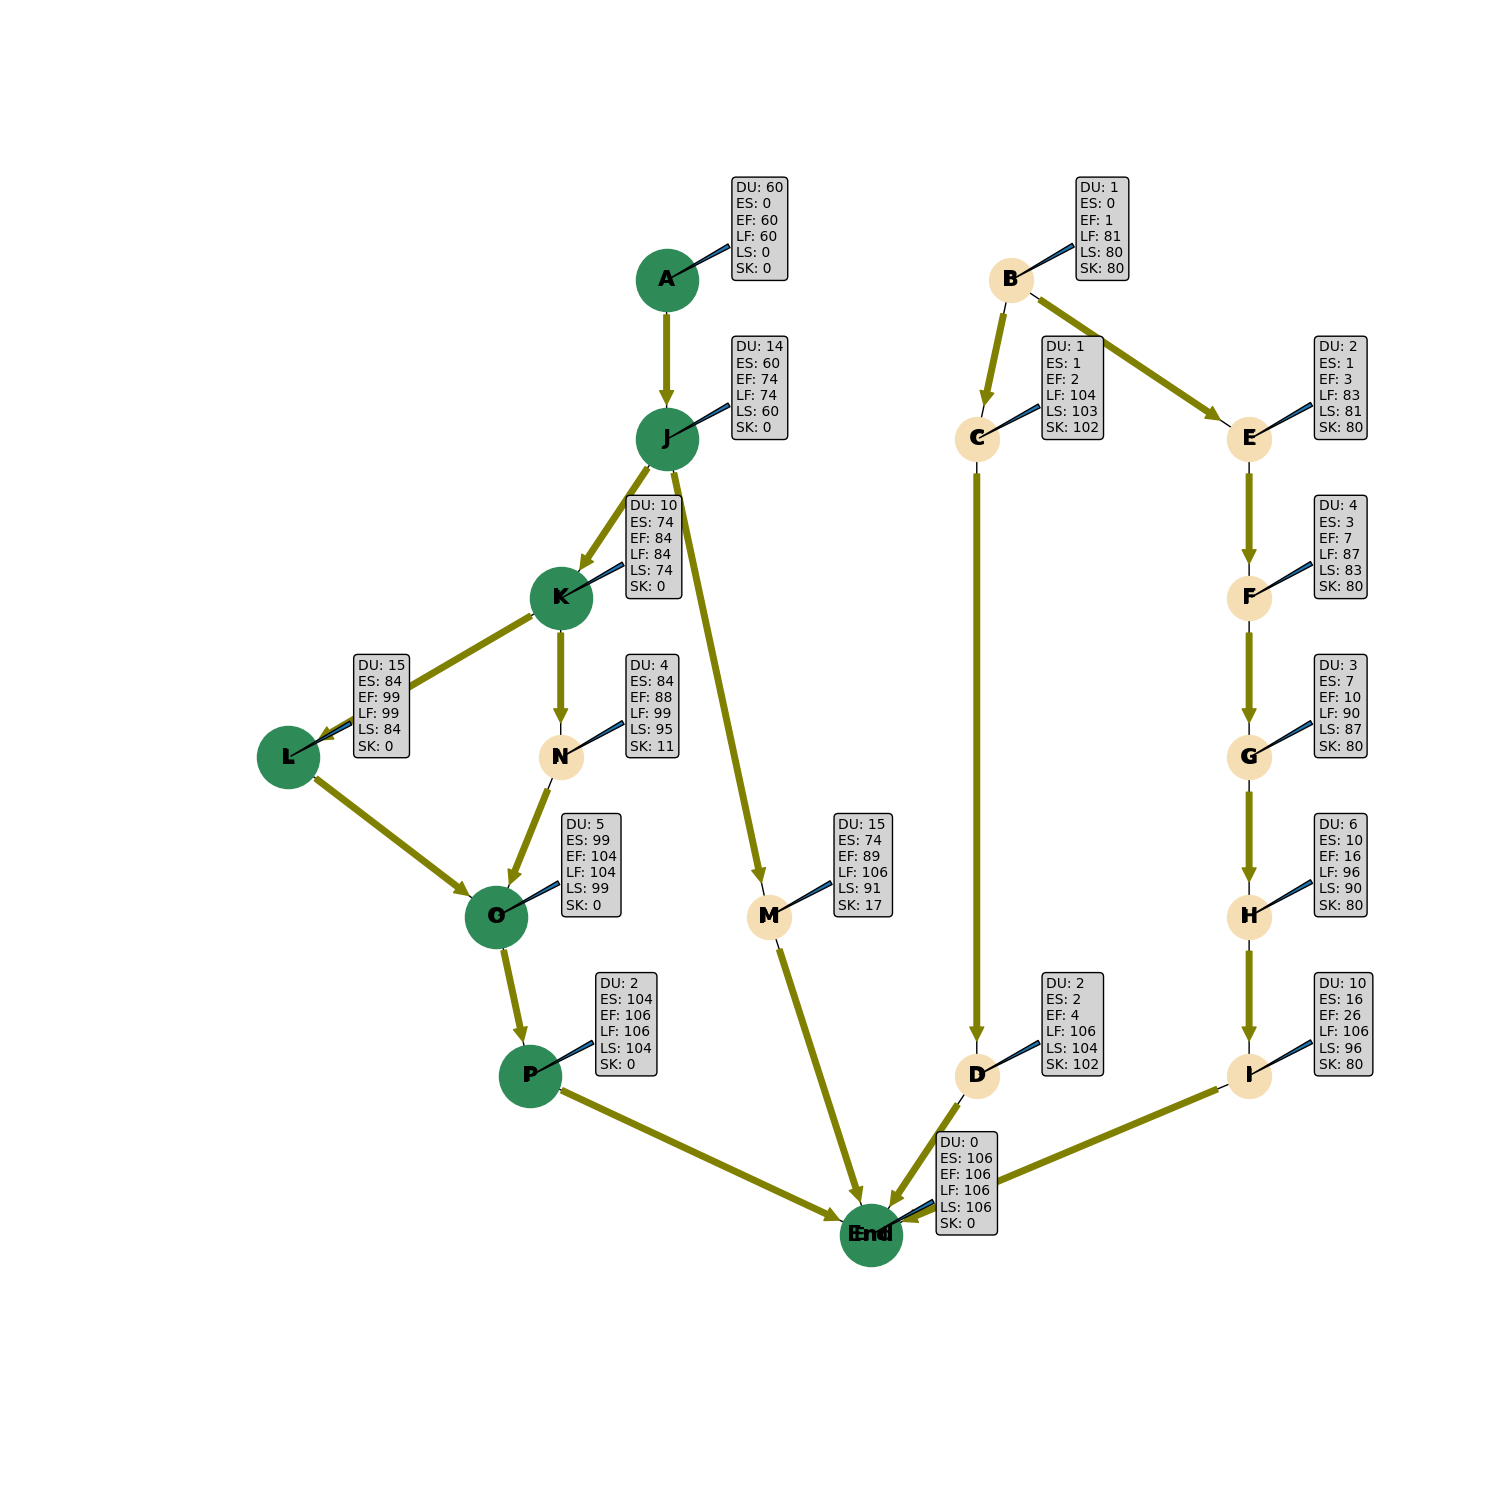 A
DU: 60
ES: 0
EF: 60
LF: 60
LS: 0
SK: 0
B
DU: 1
ES: 0
EF: 1
LF: 81
LS: 80
SK: 80
J
DU: 14
ES: 60
EF: 74
LF: 74
LS: 60
SK: 0
C
DU: 1
ES: 1
EF: 2
LF: 104
LS: 103
SK: 102
E
DU: 2
ES: 1
EF: 3
LF: 83
LS: 81
SK: 80
K
DU: 10
ES: 74
EF: 84
LF: 84
LS: 74
SK: 0
F
DU: 4
ES: 3
EF: 7
LF: 87
LS: 83
SK: 80
L
DU: 15
ES: 84
EF: 99
LF: 99
LS: 84
SK: 0
N
DU: 4
ES: 84
EF: 88
LF: 99
LS: 95
SK: 11
G
DU: 3
ES: 7
EF: 10
LF: 90
LS: 87
SK: 80
O
DU: 5
ES: 99
EF: 104
LF: 104
LS: 99
SK: 0
M
DU: 15
ES: 74
EF: 89
LF: 106
LS: 91
SK: 17
H
DU: 6
ES: 10
EF: 16
LF: 96
LS: 90
SK: 80
P
DU: 2
ES: 104
EF: 106
LF: 106
LS: 104
SK: 0
D
DU: 2
ES: 2
EF: 4
LF: 106
LS: 104
SK: 102
I
DU: 10
ES: 16
EF: 26
LF: 106
LS: 96
SK: 80
End
DU: 0
ES: 106
EF: 106
LF: 106
LS: 106
SK: 0